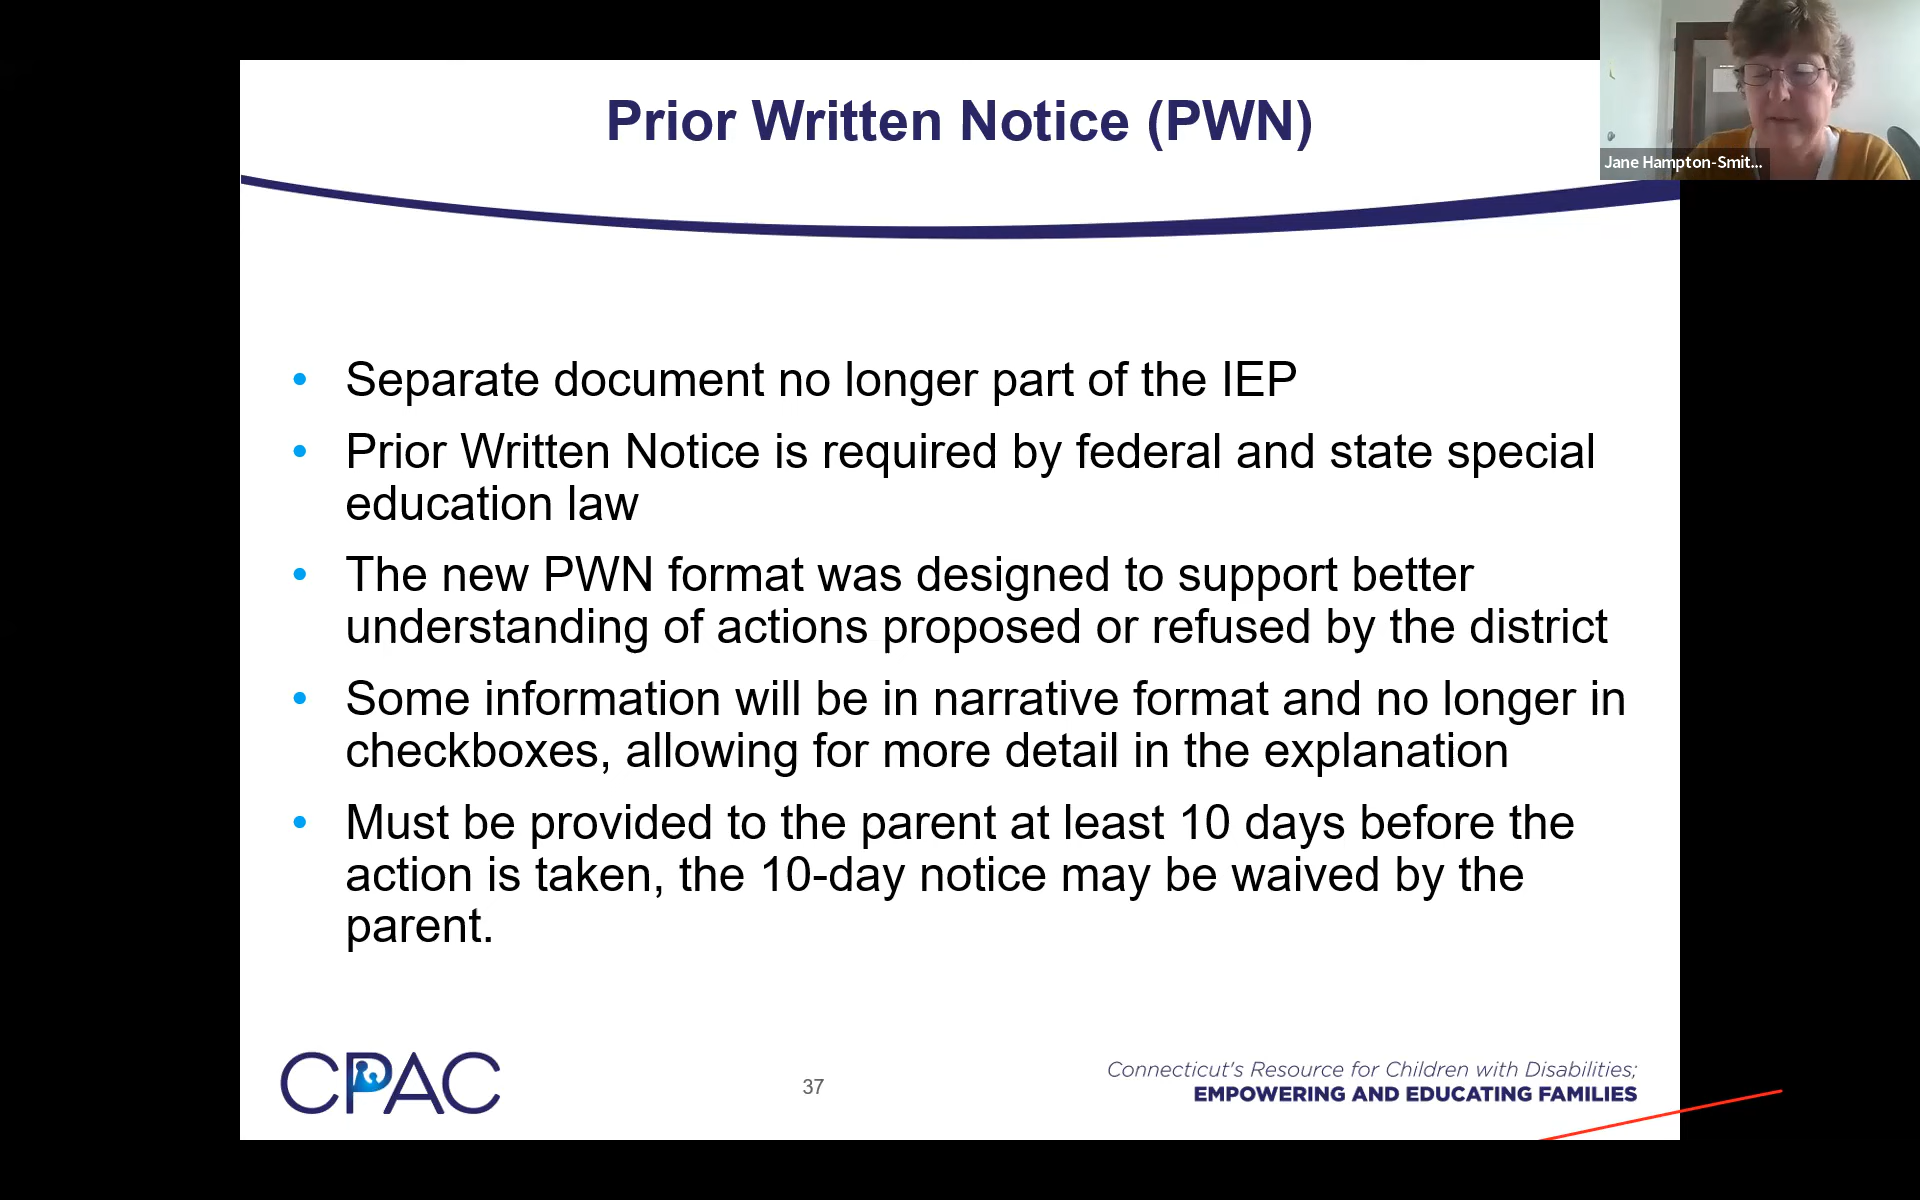 Prior Written Notice (PWN)
Jane Hampton-Smit...
• Separate document no longer part of the IEP
• Prior Written Notice is required by federal and state special
education law
• The new PWN format was designed to support better
understanding of actions proposed or refused by the district
• Some information will be in narrative format and no longer in
checkboxes, allowing for more detail in the explanation
• Must be provided to the parent at least 10 days before the
action is taken, the 10-day notice may be waived by the
parent.
CPAC
37
Connecticut's Resource for Children with Disabilities;
EMPOWERING AND EDUCATING FAMILIES